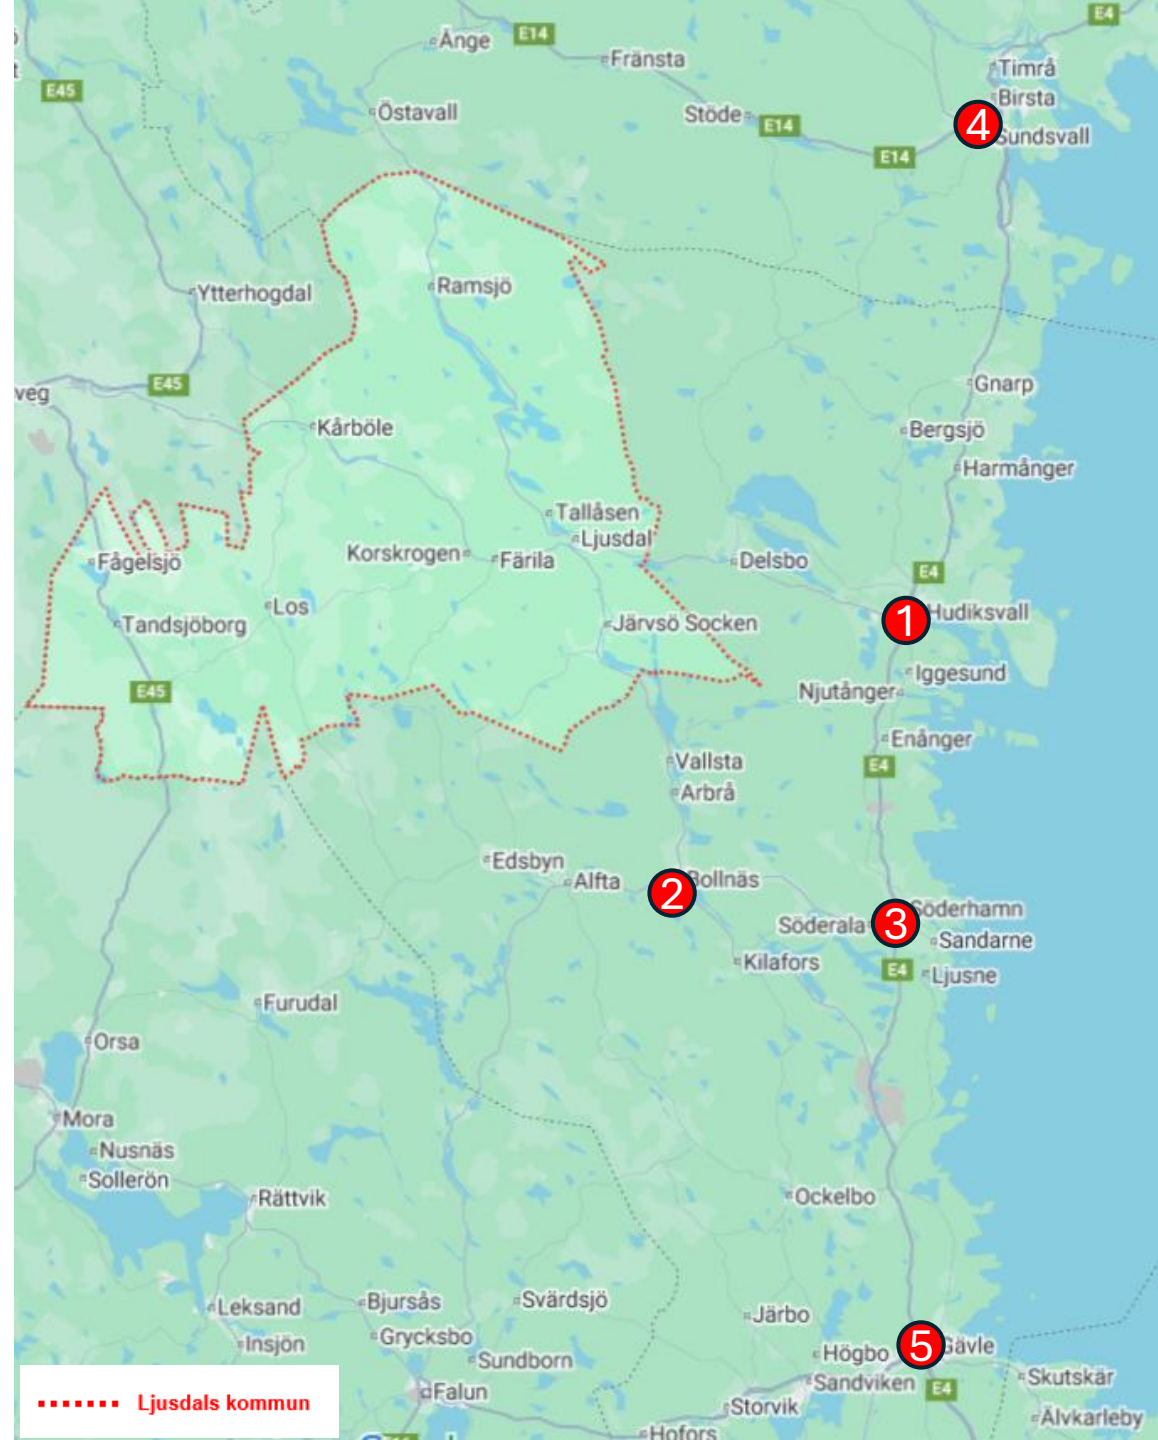 E4
Ånge
E14
Fränsta
Timrå
E45
Birsta
Östavall
Stöde
E14
4
Sundsvall
E14
Ramsjö
Ytterhogdal
E45
Gnarp
veg
Kårböle
Bergsjö
Harmånger
Tallåsen
Ljusdal
Korskrogen
Färila
Delsbo
Fågelsjö
E4
Los
1
Hudiksvall
Tandsjöborg
Järvsö Socken
Iggesund
E45
Njutånger
Enånger
Vallsta
E4
Arbrå
Edsbyn
Alfta
2
Bollnäs
Söderhamn
Söderala
3
Sandarne
Kilafors
E4
Ljusne
Furudal
Orsa
Mora
Nusnäs
Sollerön
Rättvik
Ockelbo
Leksand
Bjursås
Svärdsjö
Järbo
Insjön
Grycksbo
5
Gävle
Högbo
Sundborn
Skutskär
Sandviken
E4
Falun
Ljusdals kommun
Storvik
Älvkarleby
Hofors